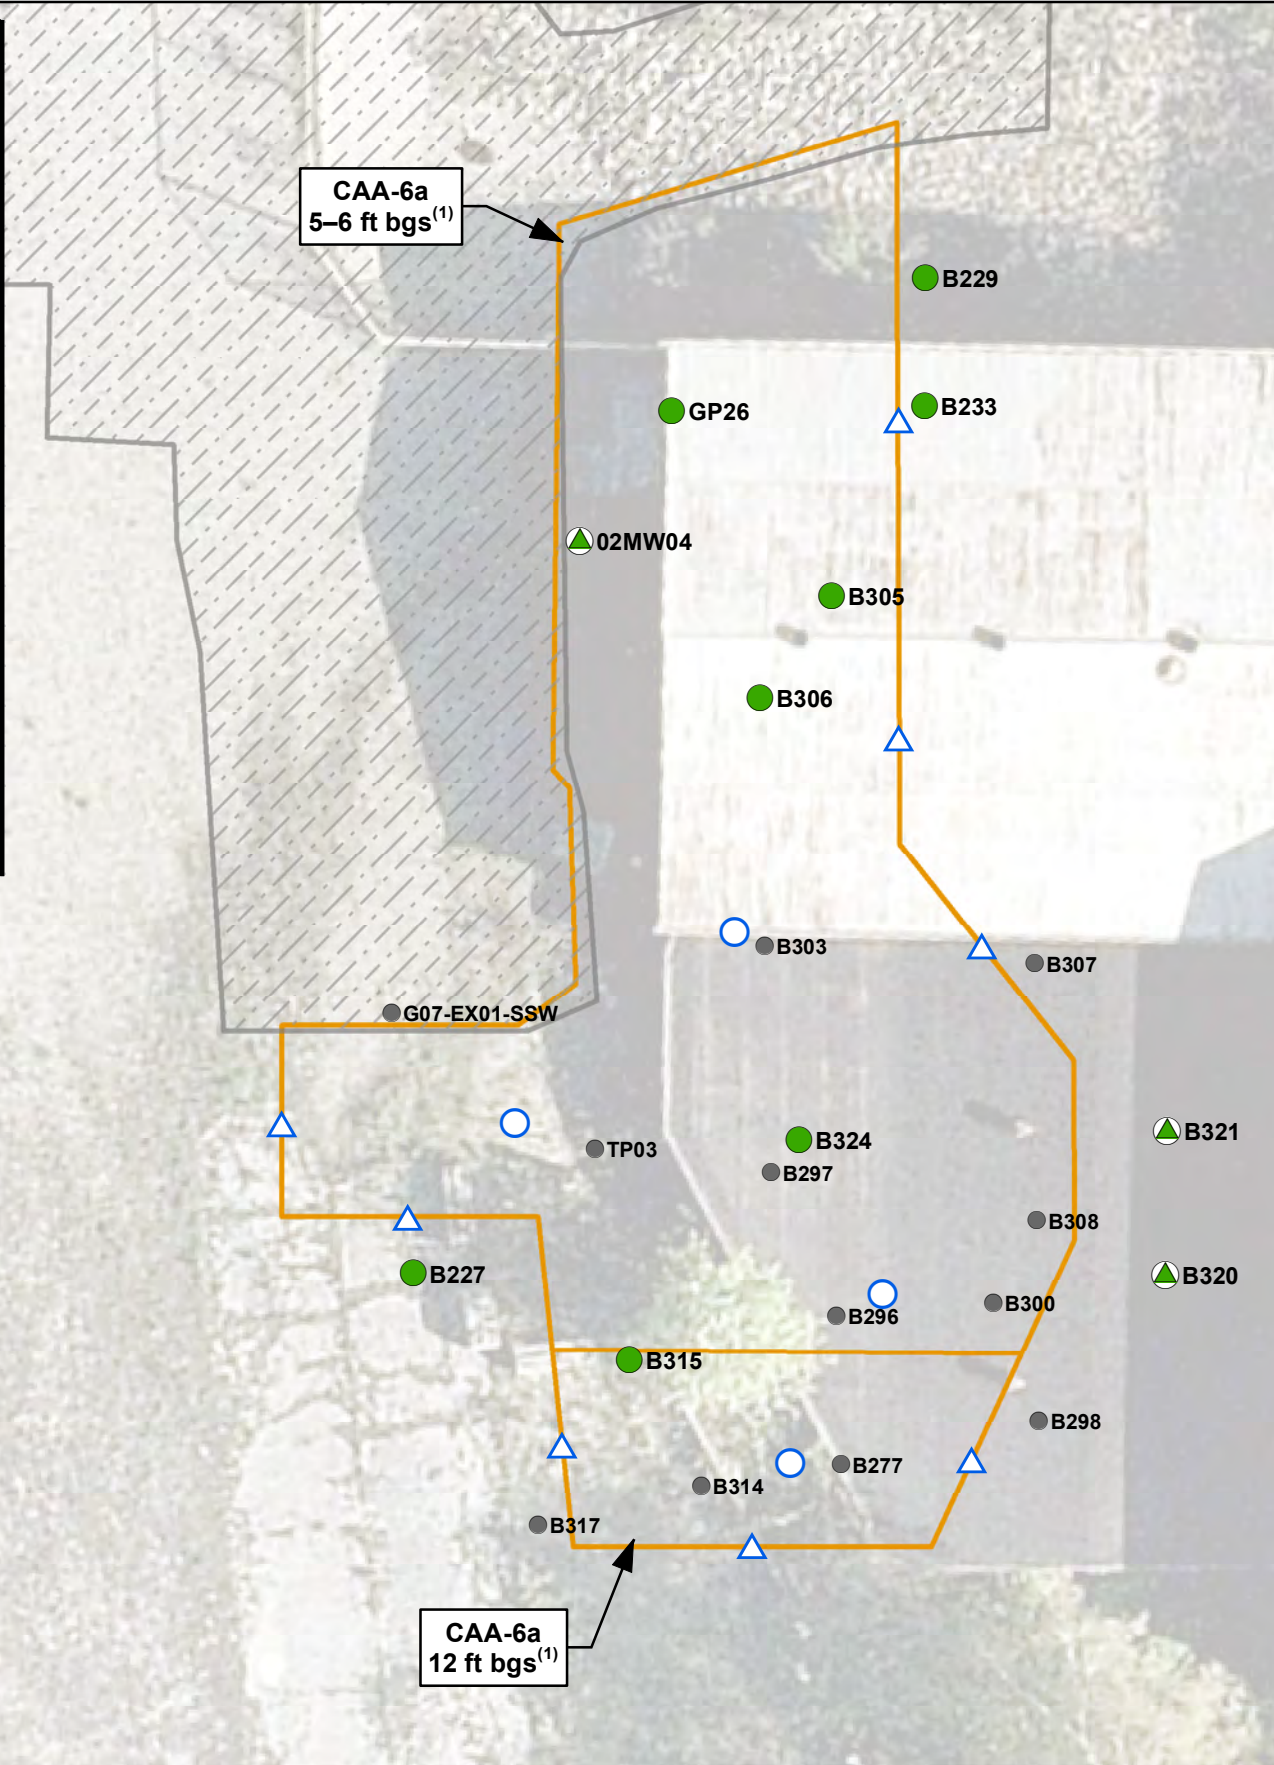 CAA-6a
5–6 ft bgs(1)
B229
B233
GP26
02MW04
B305
B306
B303
B307
G07-EX01-SSW
B321
B324
TP03
B297
B308
B227
B320
B300
B296
B315
B298
B277
B314
B317
CAA-6a
12 ft bgs(1)